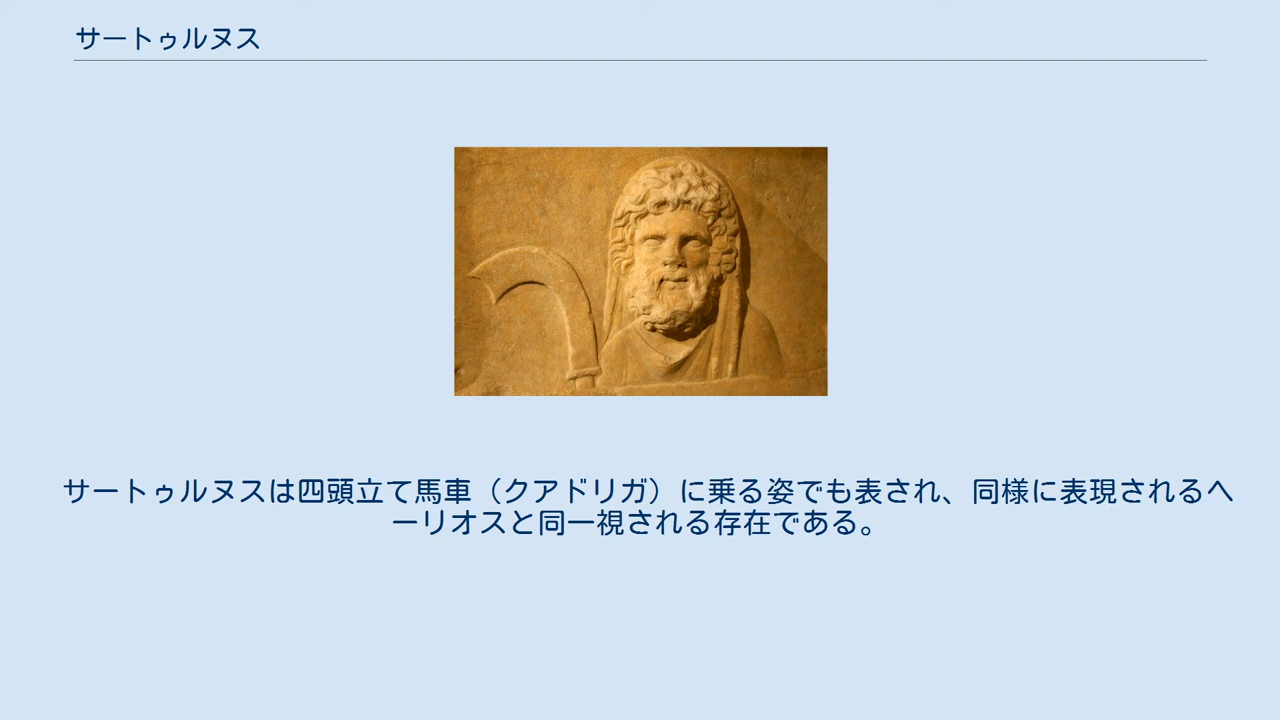 サートゥルヌス
サートゥルヌスは四頭立て馬車（クアドリガ）に乗る姿でも表され、同様に表現されるヘ
ーリオスと同一視される存在である。